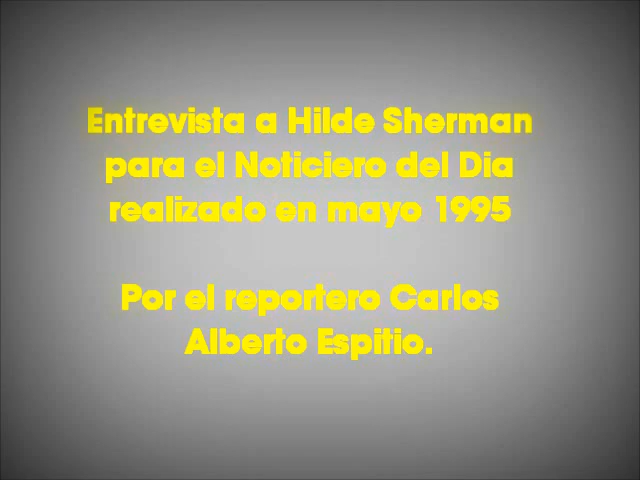 Entrevista a Hilde Sherman
para el Noticiero del Dia
realizado en mayo 1995
Por el reportero Carlos
Alberto Espitio.